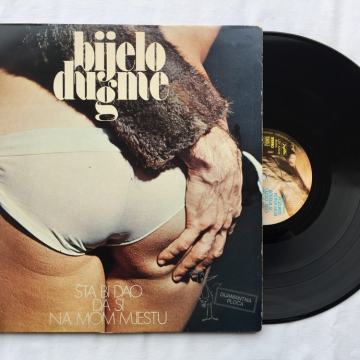 bijelo
dugme
ŠTA BI DAO
DA SI
NA MOM MJESTU
DIJAMANTNA
PLOČA